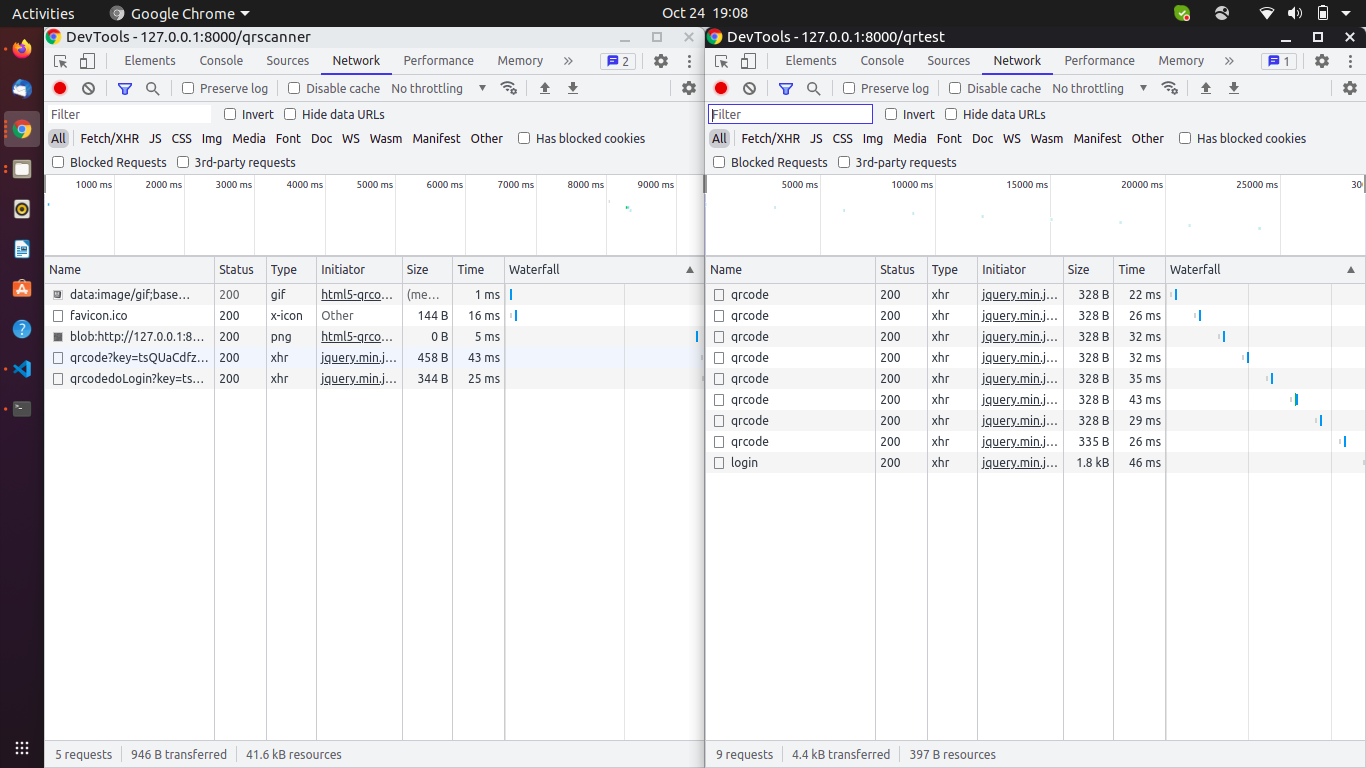 Activities Google Chrome Oct 24 19:08
DevTools - 127.0.0.1:8000/qrscanner
Elements Console Sources Network Performance Memory » 2
Preserve log Disable cache No throttling
Filter Invert Hide data URLs
All Fetch/XHR JS CSS Img Media Font Doc WS Wasm Manifest Other Has blocked cookies
Blocked Requests 3rd-party requests
1000 ms 2000 ms 3000 ms 4000 ms 5000 ms 6000 ms 7000 ms 8000 ms 9000 ms
Name Status Type Initiator Size Time Waterfall
data:image/gif;base… 200 gif html5-qrco… (me… 1 ms
favicon.ico 200 x-icon Other 144 B 16 ms
blob:http://127.0.0.1:8… 200 png html5-qrco… 0 B 5 ms
qrcode?key=tsQUaCdfz… 200 xhr jquery.min.j… 458 B 43 ms
qrcodedoLogin?key=ts… 200 xhr jquery.min.j… 344 B 25 ms
5 requests 946 B transferred 41.6 kB resources
DevTools - 127.0.0.1:8000/qrtest
Elements Console Sources Network Performance Memory » 1
Preserve log Disable cache No throttling
Filter Invert Hide data URLs
All Fetch/XHR JS CSS Img Media Font Doc WS Wasm Manifest Other Has blocked cookies
Blocked Requests 3rd-party requests
5000 ms 10000 ms 15000 ms 20000 ms 25000 ms
Name Status Type Initiator Size Time Waterfall
qrcode 200 xhr jquery.min.j… 328 B 22 ms
qrcode 200 xhr jquery.min.j… 328 B 26 ms
qrcode 200 xhr jquery.min.j… 328 B 32 ms
qrcode 200 xhr jquery.min.j… 328 B 32 ms
qrcode 200 xhr jquery.min.j… 328 B 35 ms
qrcode 200 xhr jquery.min.j… 328 B 43 ms
qrcode 200 xhr jquery.min.j… 328 B 29 ms
qrcode 200 xhr jquery.min.j… 335 B 26 ms
login 200 xhr jquery.min.j… 1.8 kB 46 ms
9 requests 4.4 kB transferred 397 B resources